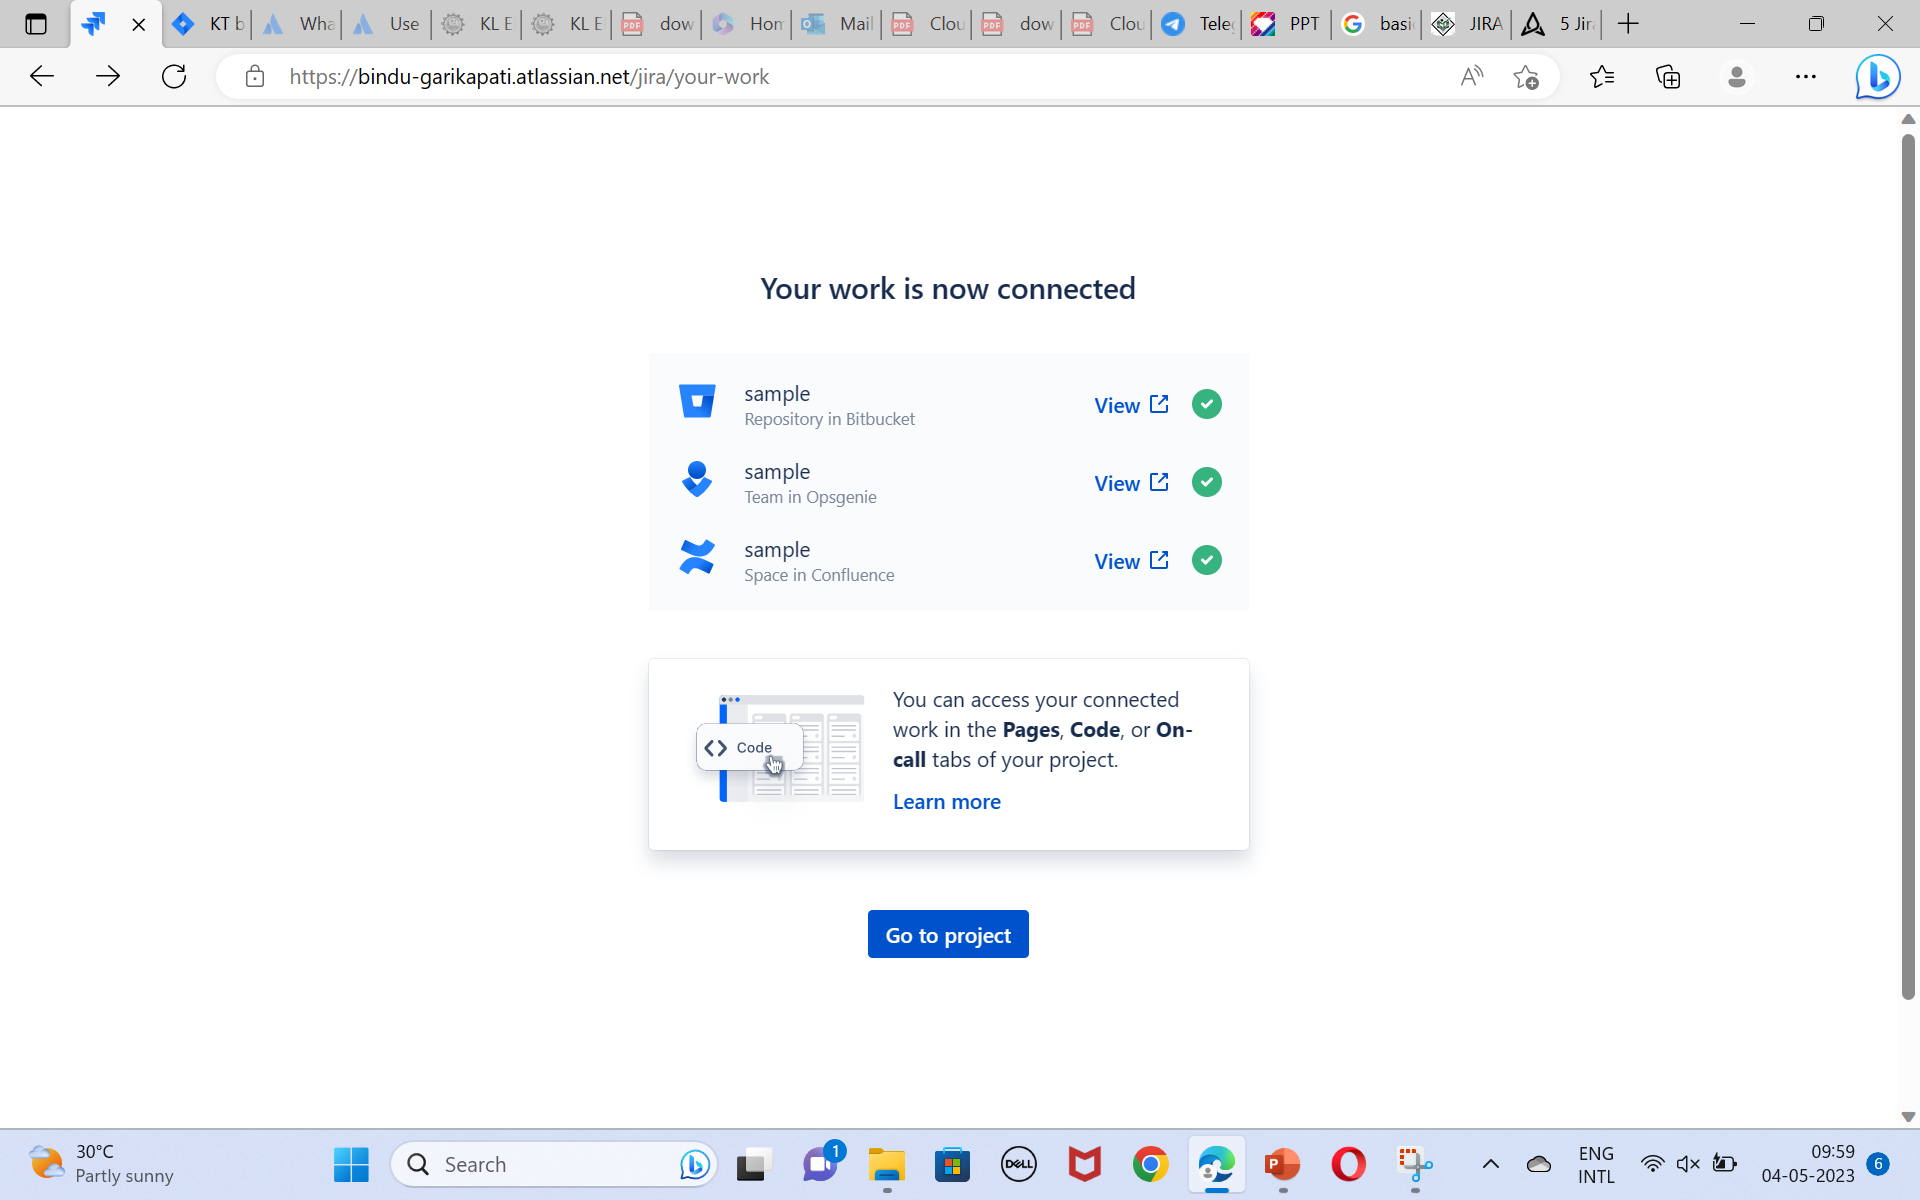 KT b
Wha
Use
KL E
KL E
dow
Hom
Mail
Clou
dow
Clou
Tele
PPT
basic
JIRA
5 Jir
https://bindu-garikapati.atlassian.net/jira/your-work
Your work is now connected
sample
Repository in Bitbucket
View
sample
Team in Opsgenie
View
sample
Space in Confluence
View
Code
You can access your connected
work in the Pages, Code, or On-
call tabs of your project.
Learn more
Go to project
30°C
Partly sunny
Search
1
DELL
ENG
INTL
09:59
04-05-2023
6